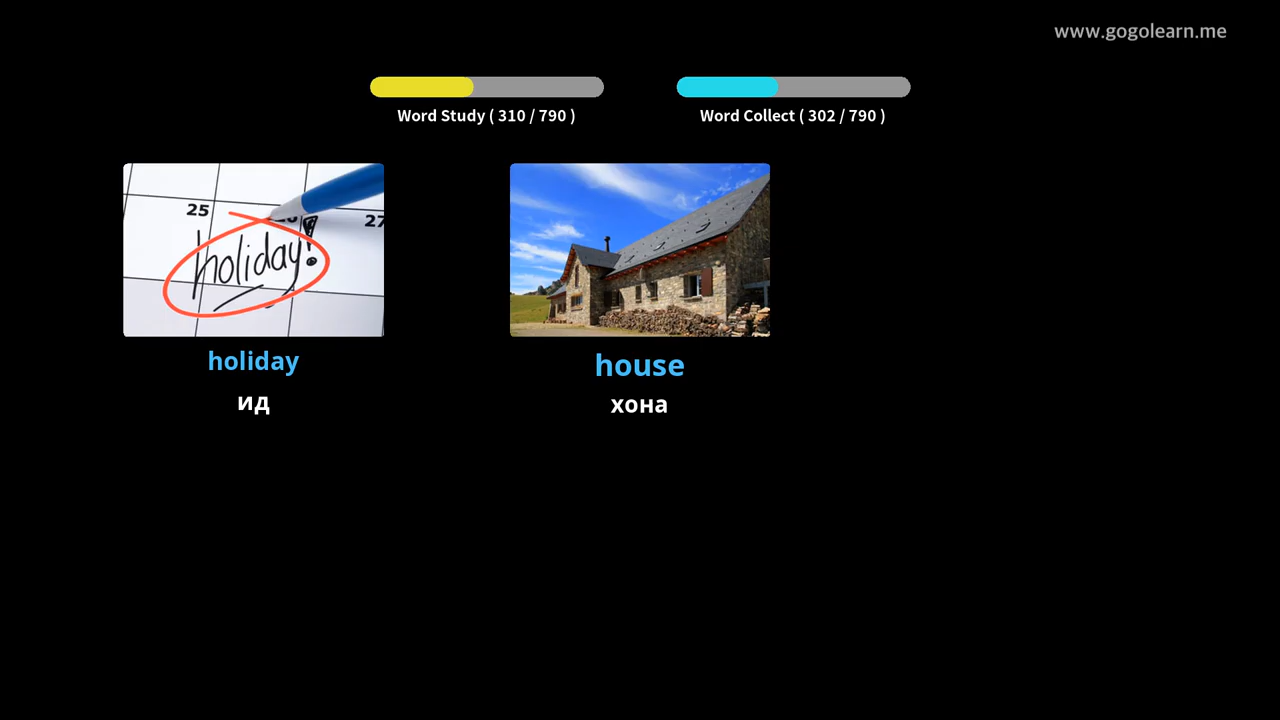 www.gogolearn.me
Word Study ( 310 / 790 )
Word Collect ( 302 / 790 )
25
27
holiday!
holiday
ид
house
хона